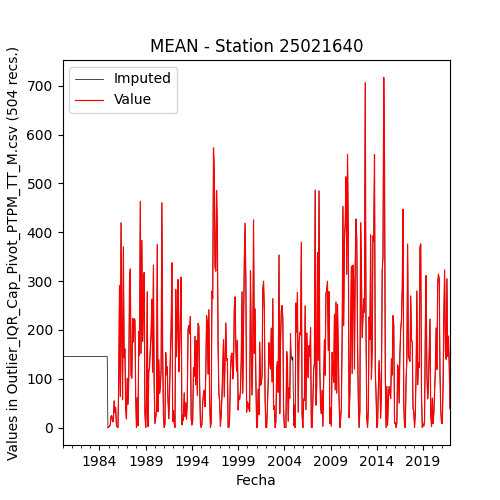 MEAN - Station 25021640
Imputed
Value
Values in Outlier_IQR_Cap_Pivot_PTPM_TT_M.csv (504 recs.)
700
600
500
400
300
200
100
0
1984 1989 1994 1999 2004 2009 2014 2019
Fecha